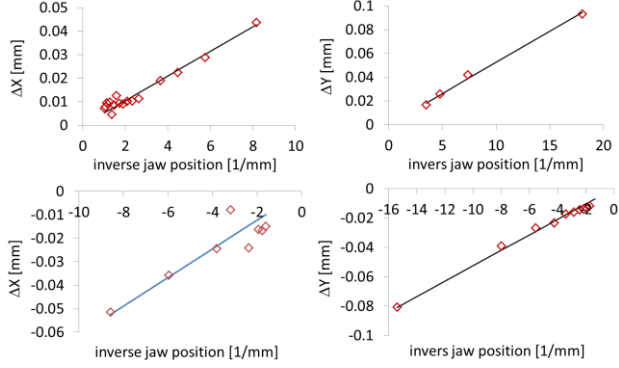 ΔX [mm]
0.05
0.04
0.03
0.02
0.01
0
0 2 4 6 8 10
inverse jaw position [1/mm]
ΔY [mm]
0.1
0.08
0.06
0.04
0.02
0
0 5 10 15 20
invers jaw position [1/mm]
ΔX [mm]
-10 -8 -6 -4 -2 0
0
-0.01
-0.02
-0.03
-0.04
-0.05
-0.06
inverse jaw position [1/mm]
ΔY [mm]
-16 -14 -12 -10 -8 -6 -4 -2 0
0
-0.02
-0.04
-0.06
-0.08
-0.1
invers jaw position [1/mm]